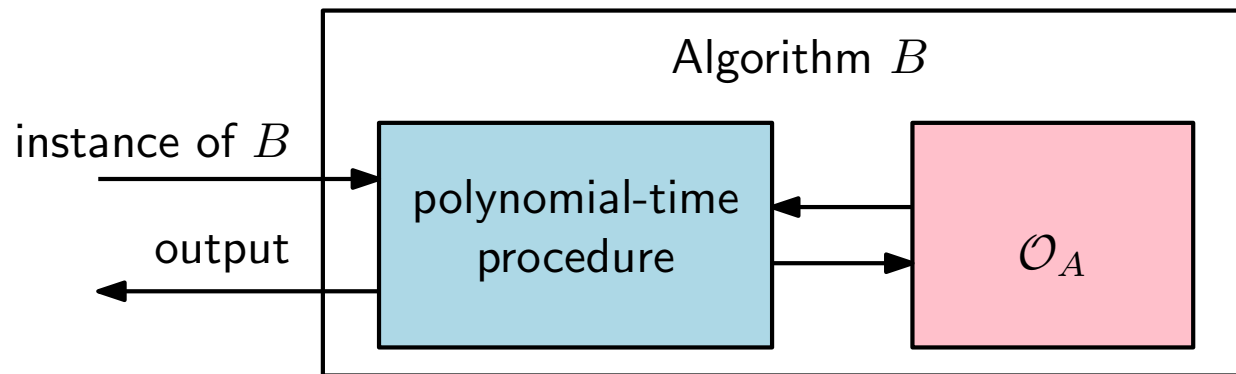 Algorithm B
instance of B
polynomial-time
procedure
output
𝒪_A